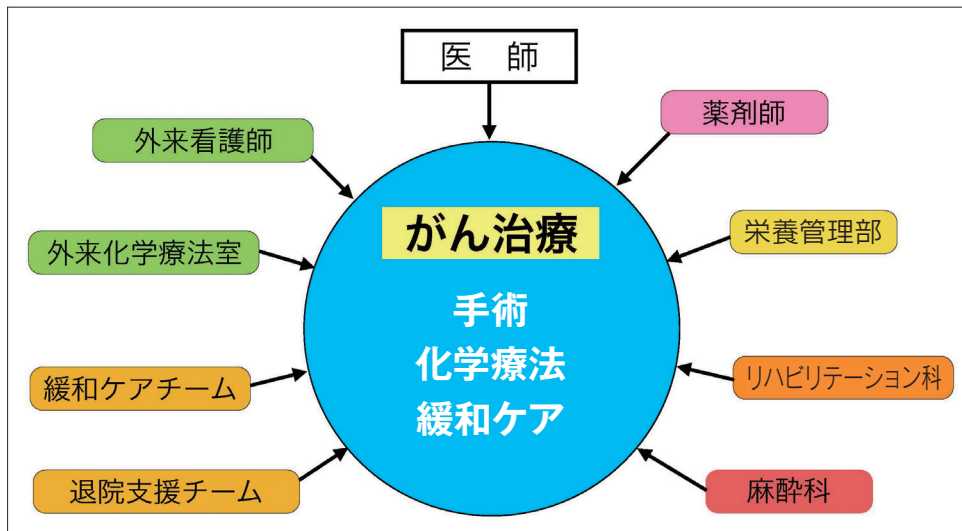 医　師
外来看護師
薬剤師
がん治療
外来化学療法室
栄養管理部
手術
化学療法
緩和ケア
緩和ケアチーム
リハビリテーション科
退院支援チーム
麻酔科